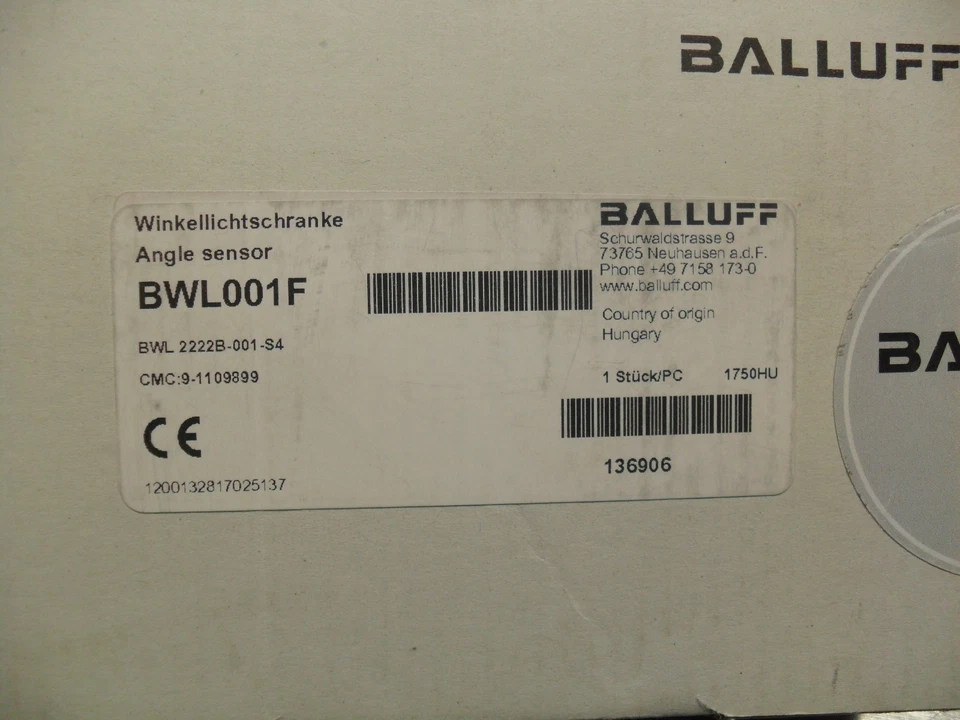 BALLUFF
Winkellichtschranke
Angle sensor
BWL001F
BWL 2222B-001-S4
CMC:9-1109899
CE
1200132817025137
BALLUFF
Schurwaldstrasse 9
73765 Neuhausen a.d.F.
Phone +49 7158 173-0
www.balluff.com
Country of origin
Hungary
1 Stück/PC 1750HU
136906
BA